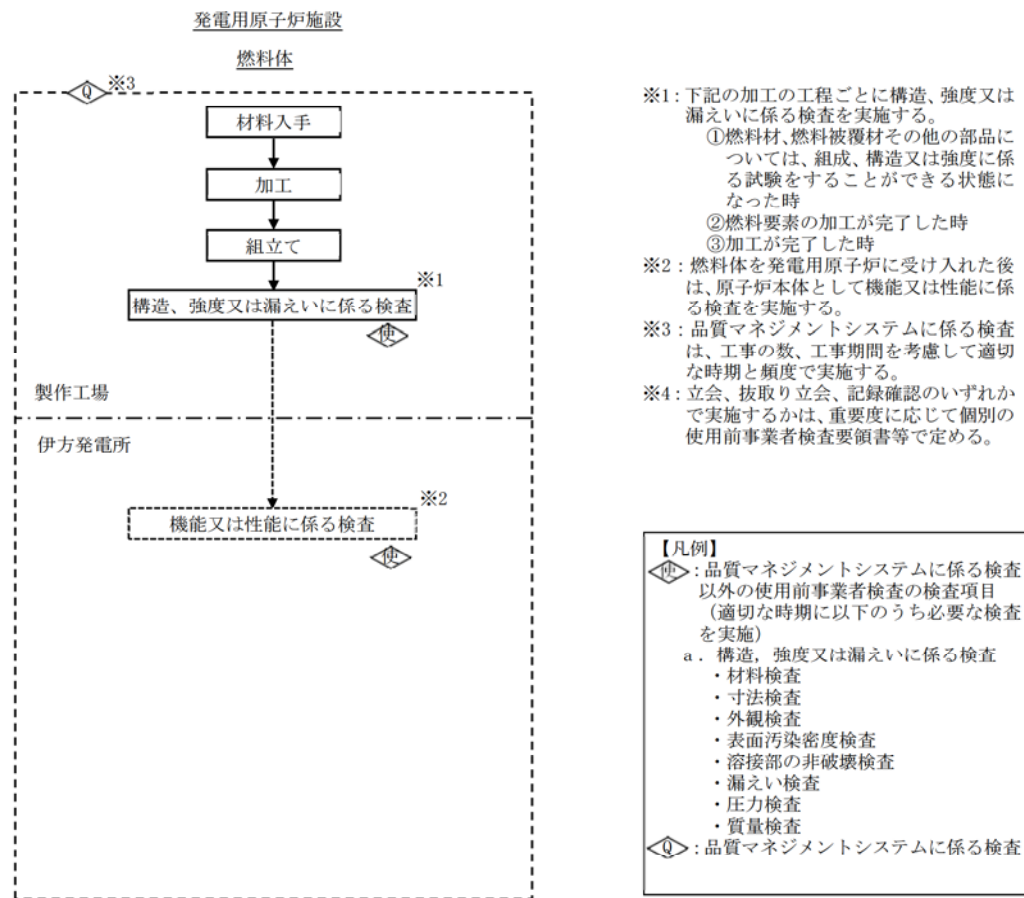 発電用原子炉施設
燃料体
Q ※3
材料入手
加工
組立て
※1
構造、強度又は漏えいに係る検査
使
製作工場
伊方発電所
※2
機能又は性能に係る検査
使
※1：下記の加工の工程ごとに構造、強度又は
漏えいに係る検査を実施する。
①燃料材、燃料被覆材その他の部品に
ついては、組成、構造又は強度に係
る試験をすることができる状態に
なった時
②燃料要素の加工が完了した時
③加工が完了した時
※2：燃料体を発電用原子炉に受け入れた後
は、原子炉本体として機能又は性能に係
る検査を実施する。
※3：品質マネジメントシステムに係る検査
は、工事の数、工事期間を考慮して適切
な時期と頻度で実施する。
※4：立会、抜取り立会、記録確認のいずれか
で実施するかは、重要度に応じて個別の
使用前事業者検査要領書等で定める。
【凡例】
使：品質マネジメントシステムに係る検査
以外の使用前事業者検査の検査項目
（適切な時期に以下のうち必要な検査
を実施）
a．構造，強度又は漏えいに係る検査
・材料検査
・寸法検査
・外観検査
・表面汚染密度検査
・溶接部の非破壊検査
・漏えい検査
・圧力検査
・質量検査
Q：品質マネジメントシステムに係る検査